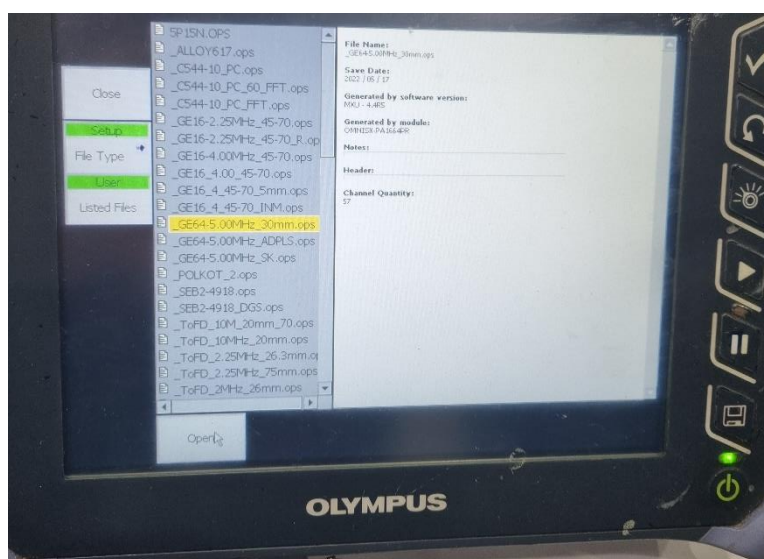 Close
Setup
File Type
User
Listed Files
5P15N.OPS
_ALLOY617.ops
_C544-10_PC.ops
_C544-10_PC_60_FFT.ops
_C544-10_PC_FFT.ops
_GE16-2.25MHz_45-70.ops
_GE16-2.25MHz_45-70_R.op
_GE16-4.00MHz_45-70.ops
_GE16_4.00_45-70.ops
_GE16_4_45-70_5mm.ops
_GE16_4_45-70_INM.ops
_GE64-5.00MHz_30mm.ops
_GE64-5.00MHz_ADPLS.ops
_GE64-5.00MHz_SK.ops
_POLKOT_2.ops
_SEB2-4918.ops
_SEB2-4918_DGS.ops
_ToFD_10M_20mm_70.ops
_ToFD_10MHz_20mm.ops
_ToFD_2.25MHz_26.3mm.o
_ToFD_2.25MHz_75mm.ops
_ToFD_2MHz_26mm.ops
Open
File Name:
_GE64-5.00MHz_30mm.ops
Save Date:
2022 / 05 / 17
Generated by software version:
MXU - 4.4R5
Generated by module:
OMNISX-PA1664PR
Notes:
Header:
Channel Quantity:
57
OLYMPUS